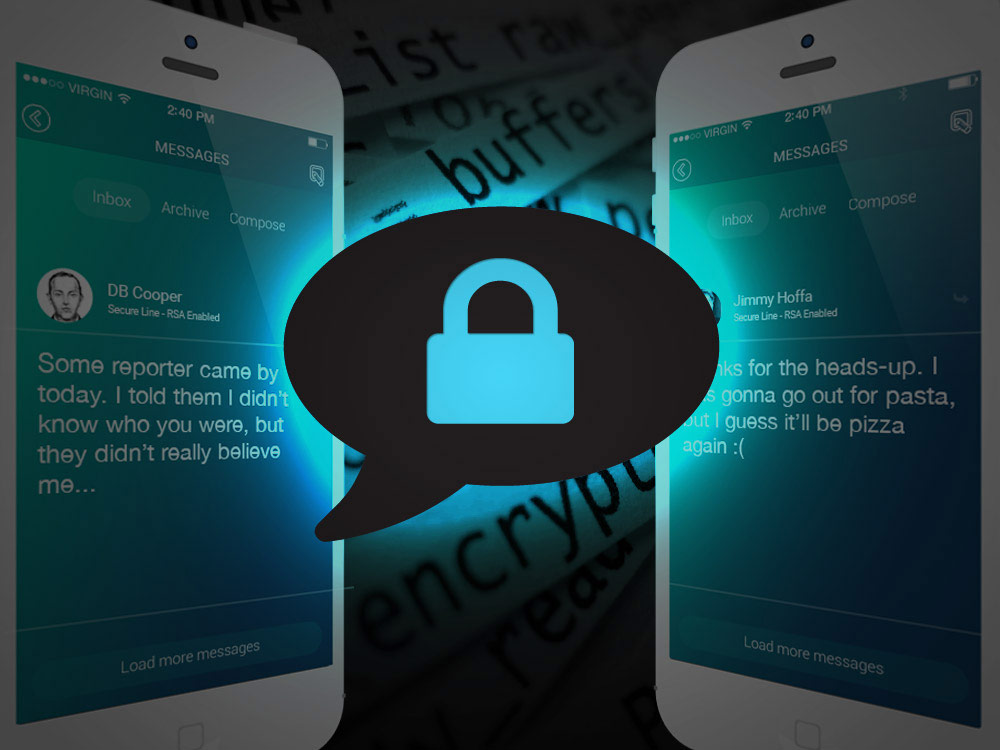 List raw_
buffers
VIRGIN
2:40 PM
MESSAGES
Inbox
Archive
Compose
DB Cooper
Secure Line - RSA Enabled
Some reporter came by
today. I told them I didn't
know who you were, but
they didn't really believe
me...
Load more messages
VIRGIN
2:40 PM
MESSAGES
Inbox
Archive
Compose
Jimmy Hoffa
Secure Line - RSA Enabled
for the heads-up. I
gonna go out for pasta,
but I guess it'll be pizza
again :(
Load more messages
encrypt
read